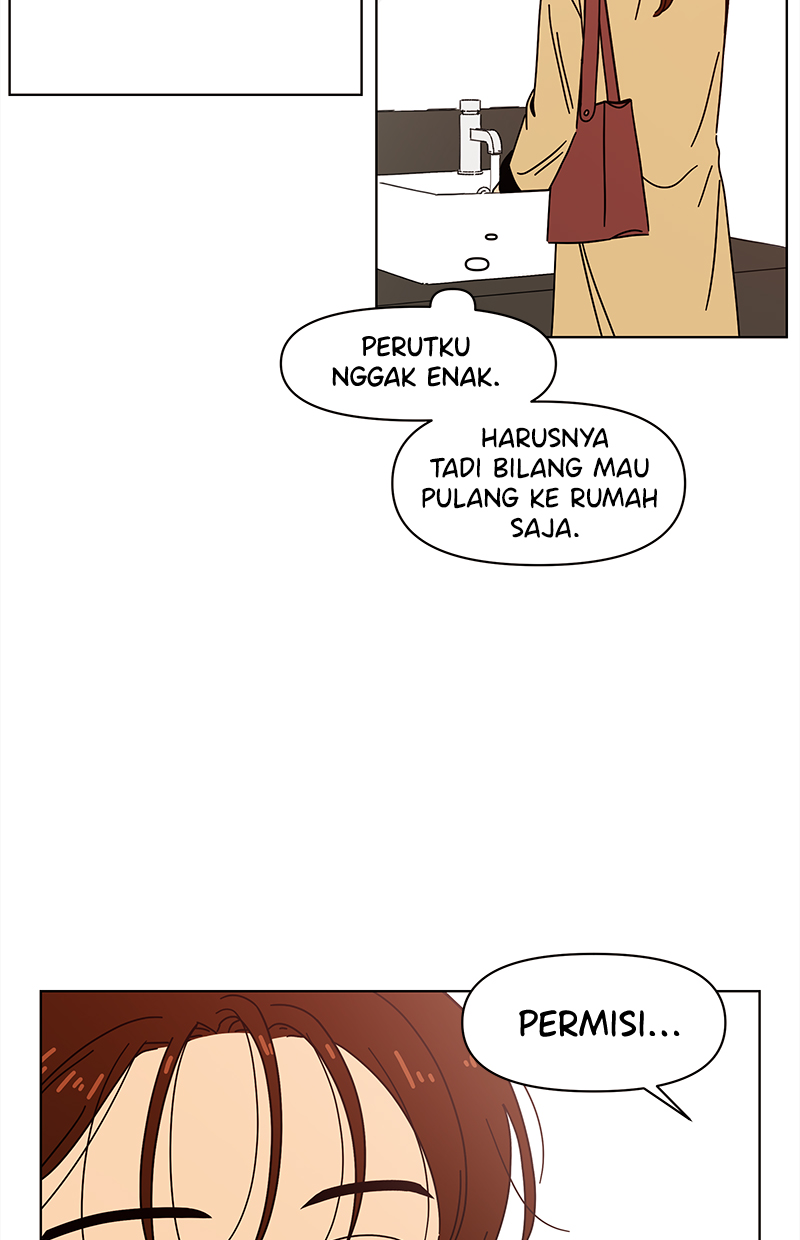 PERUTKU
NGGAK ENAK.
HARUSNYA
TADI BILANG MAU
PULANG KE RUMAH
SAJA.
PERMISI...